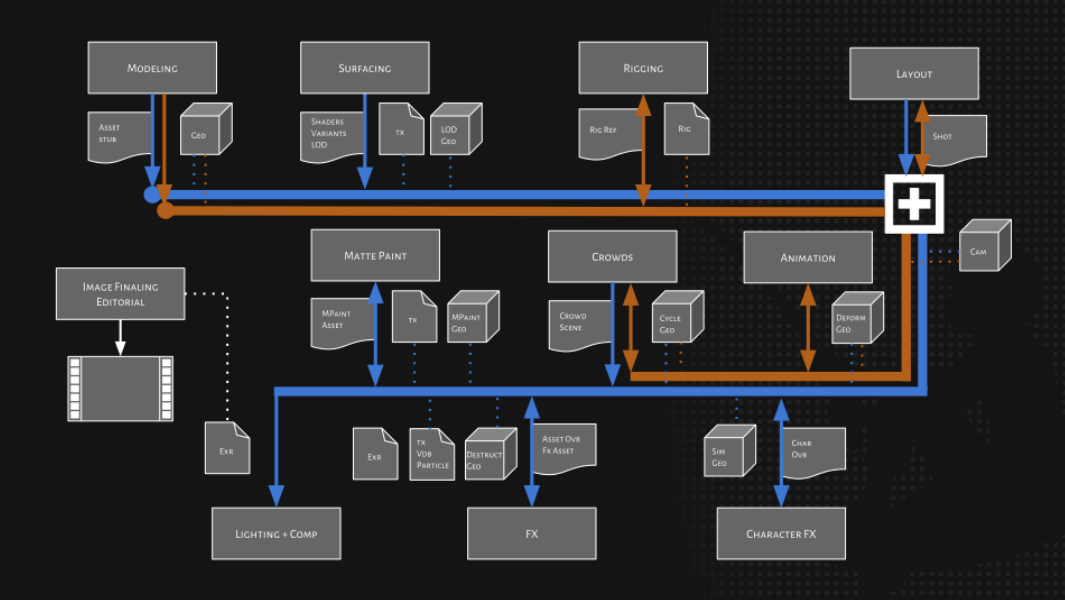 Modeling
Surfacing
Rigging
Layout
Asset
stub
Geo
Shaders
Variants
LOD
tx
LOD
Geo
Rig Ref
Rig
Shot
Cam
Matte Paint
Crowds
Animation
Image Finaling
Editorial
MPaint
Asset
tx
MPaint
Geo
Crowd
Scene
Cycle
Geo
Deform
Geo
Exr
Exr
tx
Vdb
Particle
Destruct
Geo
Asset Ovr
Fx Asset
Sim
Geo
Char
Ovr
Lighting + Comp
FX
Character FX